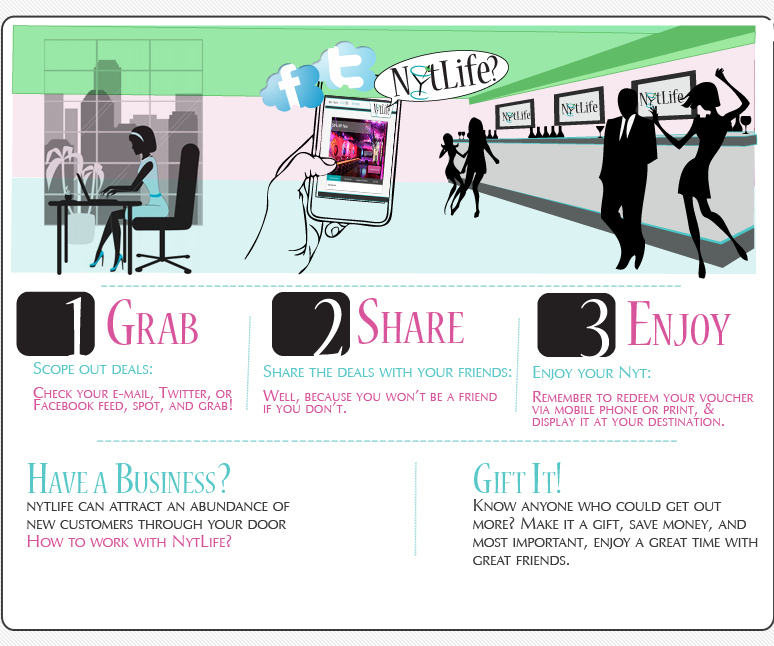 f t NytLife?
NytLife
NytLife
NytLife
NytLife
1 Grab
Scope out deals:
Check your e-mail, Twitter, or
Facebook feed, spot, and grab!
2 Share
Share the deals with your friends:
Well, because you won't be a friend
if you don't.
3 Enjoy
Enjoy your Nyt:
Remember to redeem your voucher
via mobile phone or print, &
display it at your destination.
Have a Business?
nytlife can attract an abundance of
new customers through your door
How to work with NytLife?
Gift It!
Know anyone who could get out
more? Make it a gift, save money, and
most important, enjoy a great time with
great friends.